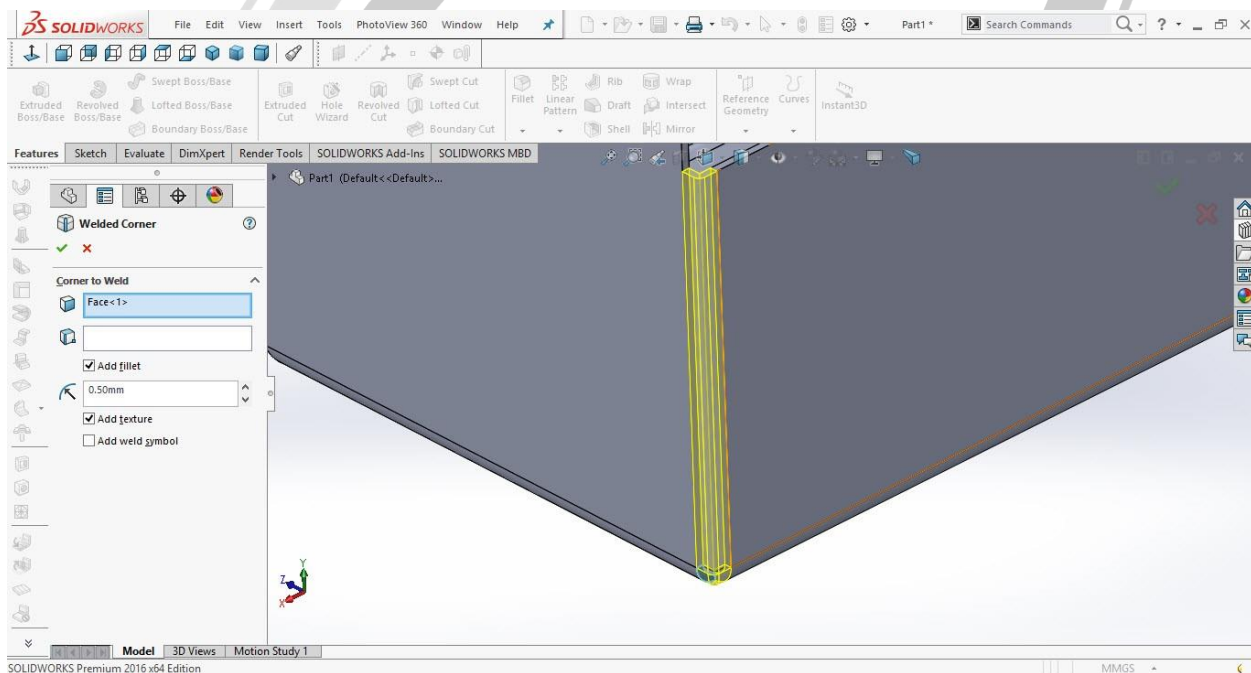 SOLIDWORKS File Edit View Insert Tools PhotoView 360 Window Help Part1 * Search Commands ?
Extruded Boss/Base
Revolved Boss/Base
Swept Boss/Base
Lofted Boss/Base
Boundary Boss/Base
Extruded Cut
Hole Wizard
Revolved Cut
Swept Cut
Lofted Cut
Boundary Cut
Fillet
Linear Pattern
Rib
Draft
Shell
Wrap
Intersect
Mirror
Reference Geometry
Curves
Instant3D
Features Sketch Evaluate DimXpert Render Tools SOLIDWORKS Add-Ins SOLIDWORKS MBD
Part1 (Default<<Default>...
Welded Corner
Corner to Weld
Face<1>
Add fillet
0.50mm
Add texture
Add weld symbol
Y
Z
X
Model 3D Views Motion Study 1
SOLIDWORKS Premium 2016 x64 Edition MMGS